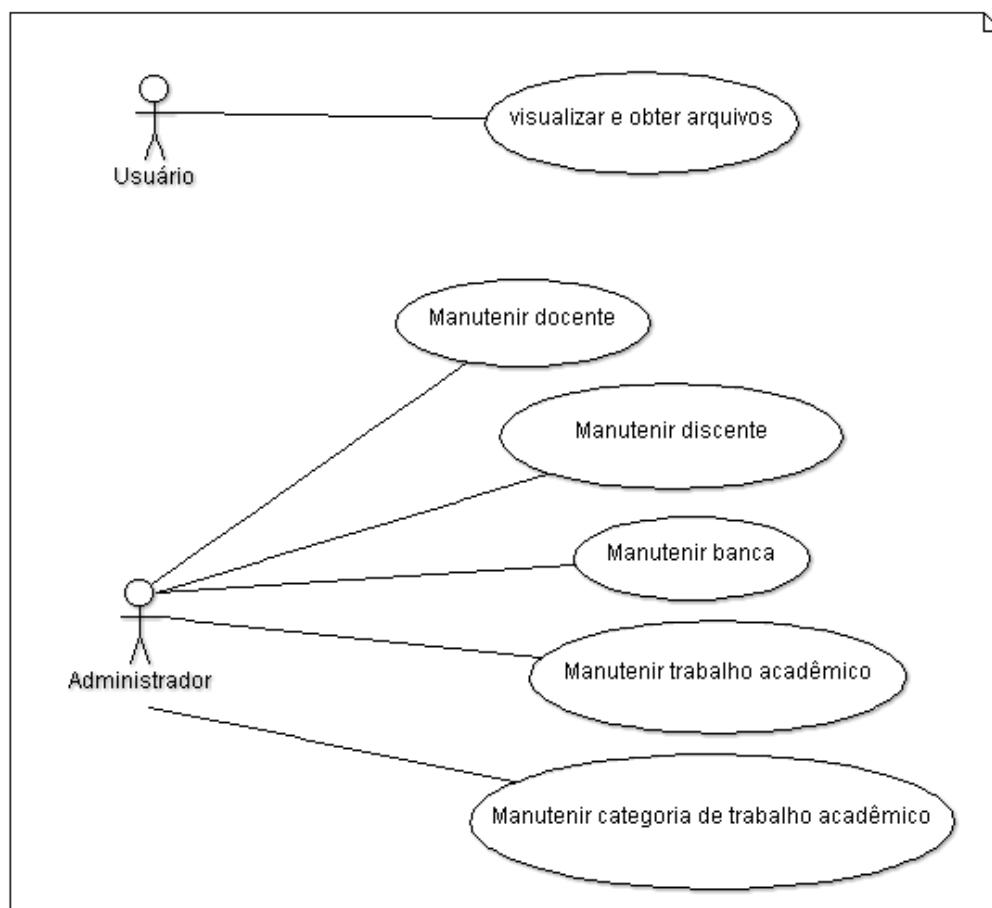 visualizar e obter arquivos
Usuário
Manutenir docente
Manutenir discente
Manutenir banca
Manutenir trabalho acadêmico
Administrador
Manutenir categoria de trabalho acadêmico